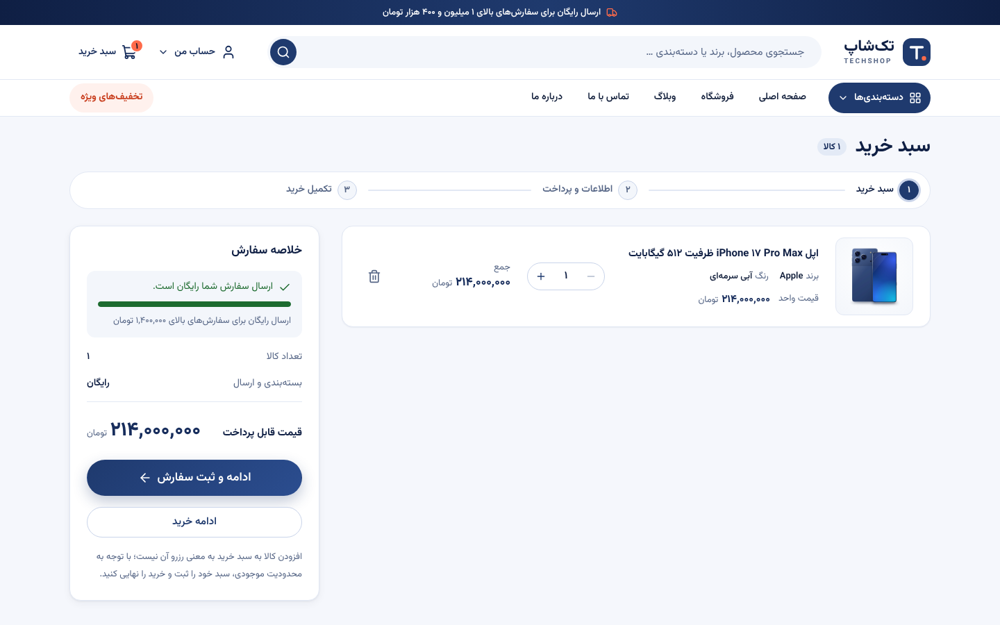 ارسال رایگان برای سفارش‌های بالای ۱ میلیون و ۴۰۰ هزار تومان
T.
تک‌شاپ
TECHSHOP
جستجوی محصول، برند یا دسته‌بندی ...
حساب من
سبد خرید
۱
دسته‌بندی‌ها
صفحه اصلی
فروشگاه
وبلاگ
تماس با ما
درباره ما
تخفیف‌های ویژه
سبد خرید
۱ کالا
۱ سبد خرید
۲ اطلاعات و پرداخت
۳ تکمیل خرید
اپل iPhone 17 Pro Max ظرفیت ۵۱۲ گیگابایت
برند Apple رنگ آبی سرمه‌ای
قیمت واحد ۲۱۴,۰۰۰,۰۰۰ تومان
۱
جمع
۲۱۴,۰۰۰,۰۰۰ تومان
خلاصه سفارش
ارسال سفارش شما رایگان است.
ارسال رایگان برای سفارش‌های بالای ۱,۴۰۰,۰۰۰ تومان
تعداد کالا ۱
بسته‌بندی و ارسال رایگان
قیمت قابل پرداخت ۲۱۴,۰۰۰,۰۰۰ تومان
ادامه و ثبت سفارش
ادامه خرید
افزودن کالا به سبد خرید به معنی رزرو آن نیست؛ با توجه به
محدودیت موجودی، سبد خود را ثبت و خرید را نهایی کنید.